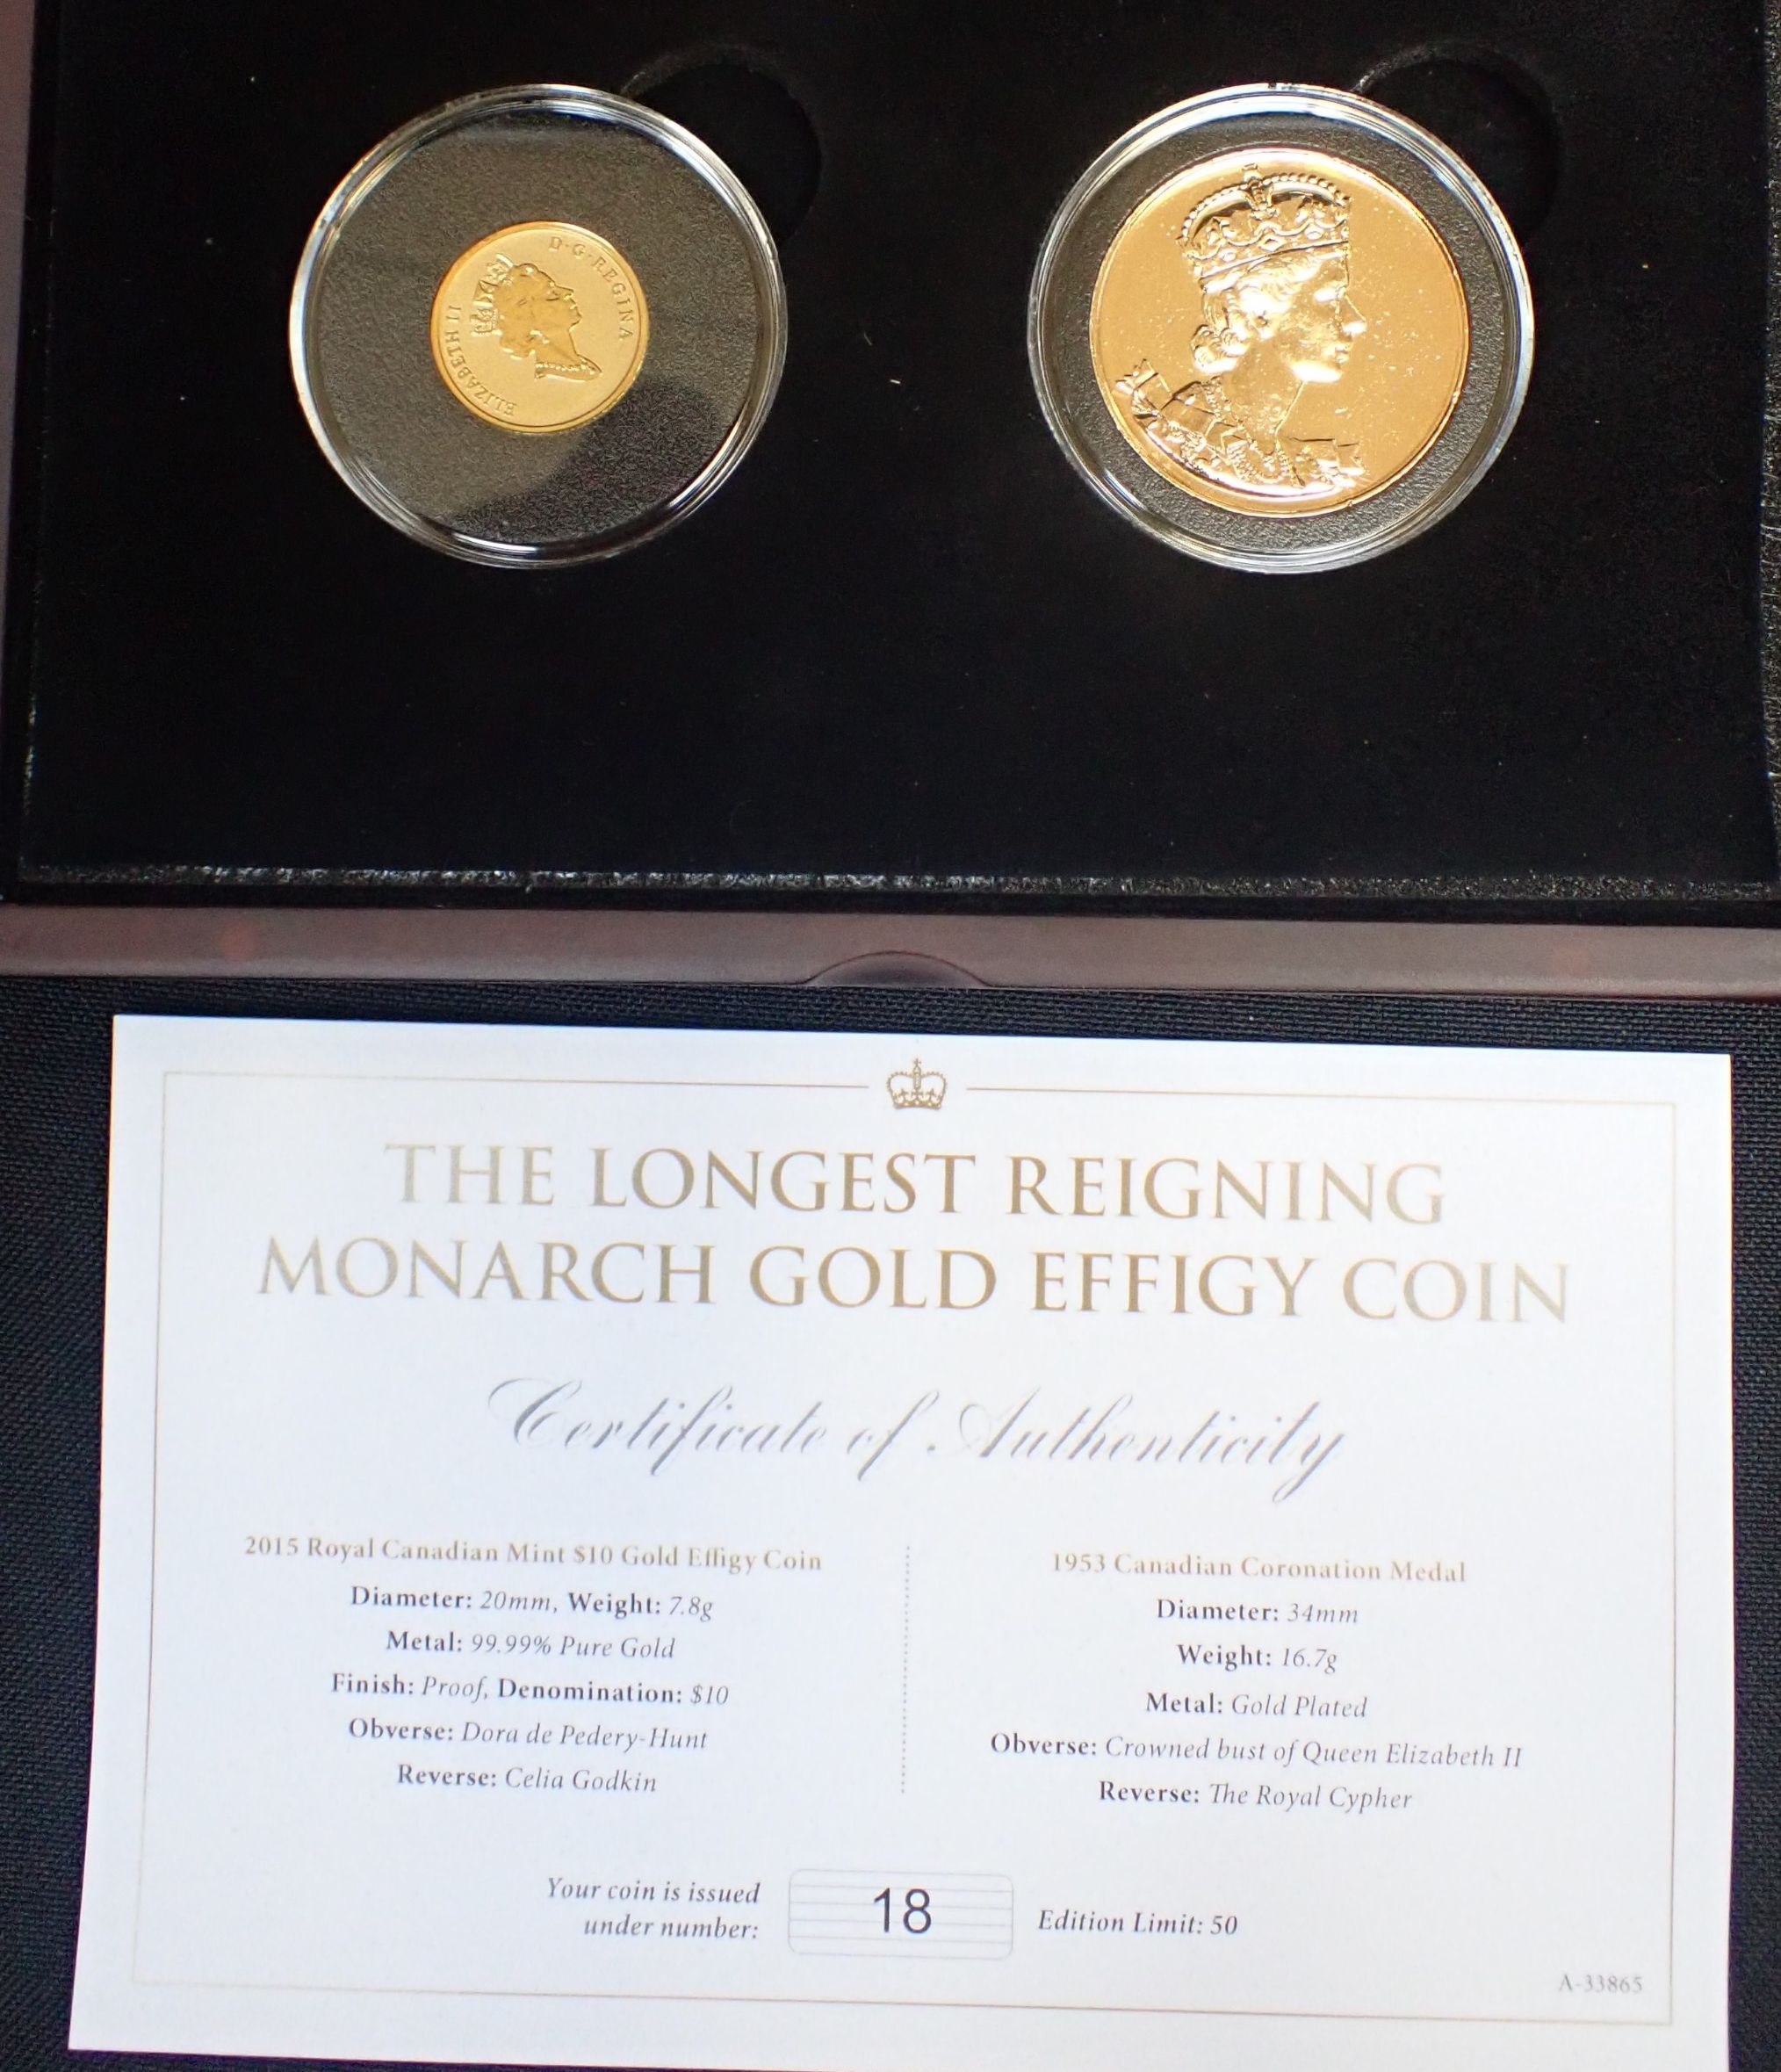 ELIZABETH II D·G·REGINA
THE LONGEST REIGNING
MONARCH GOLD EFFIGY COIN
Certificate of Authenticity
2015 Royal Canadian Mint $10 Gold Effigy Coin
Diameter: 20mm, Weight: 7.8g
Metal: 99.99% Pure Gold
Finish: Proof, Denomination: $10
Obverse: Dora de Pedery-Hunt
Reverse: Celia Godkin
1953 Canadian Coronation Medal
Diameter: 34mm
Weight: 16.7g
Metal: Gold Plated
Obverse: Crowned bust of Queen Elizabeth II
Reverse: The Royal Cypher
Your coin is issued
under number:
18
Edition Limit: 50
A-33865